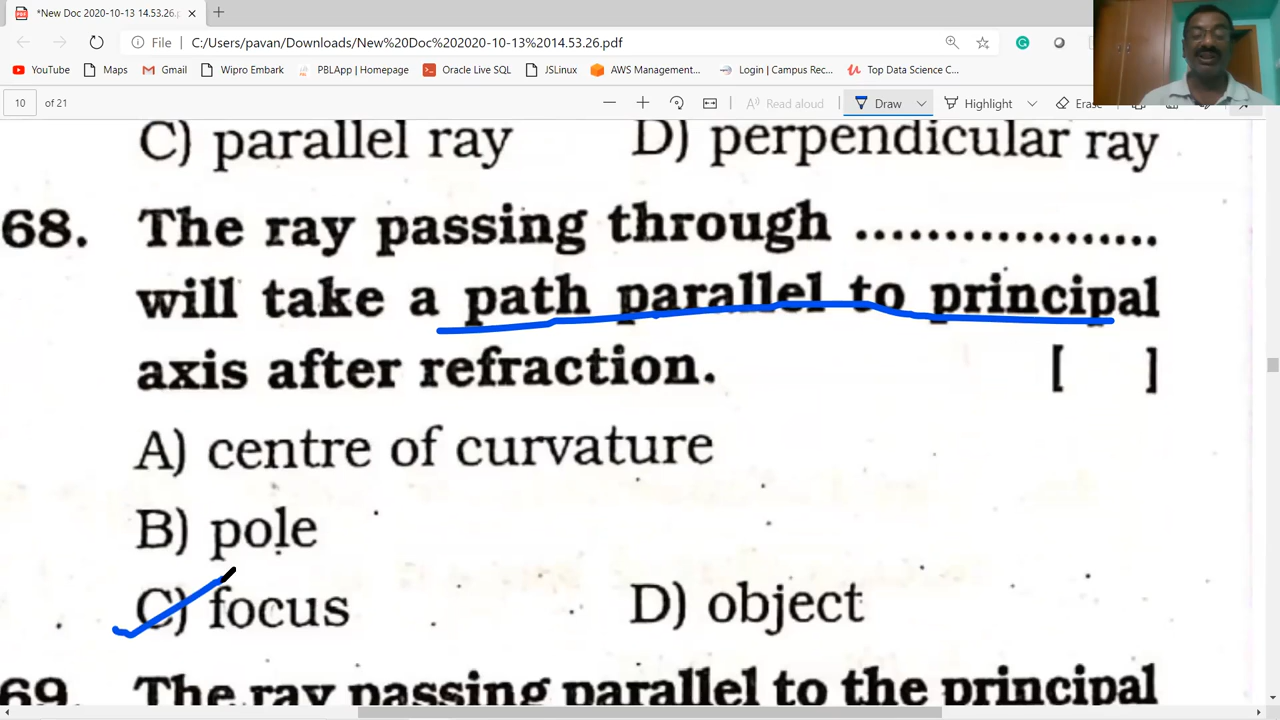 *New Doc 2020-10-13 14.53.26.p
File C:/Users/pavan/Downloads/New%20Doc%202020-10-13%2014.53.26.pdf
YouTube Maps Gmail Wipro Embark PBLApp | Homepage Oracle Live SQL JSLinux AWS Management... Login | Campus Rec... Top Data Science C...
10 of 21 Read aloud Draw Highlight Erase
C) parallel ray D) perpendicular ray
68. The ray passing through ...................
will take a path parallel to principal
axis after refraction. [ ]
A) centre of curvature
B) pole
C) focus D) object
69. The ray passing parallel to the principal